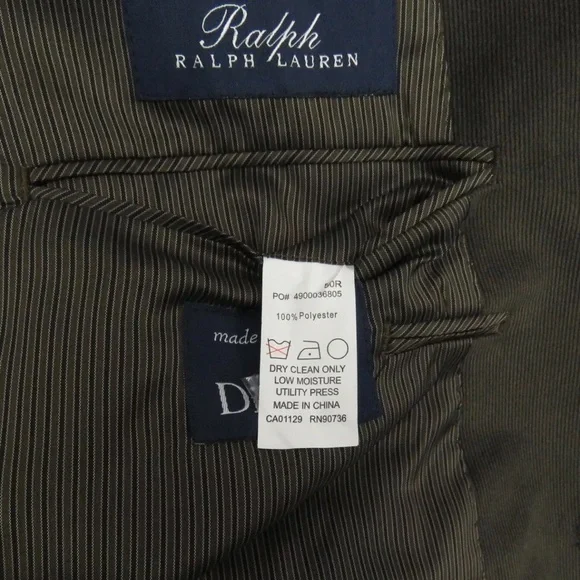 Ralph
RALPH LAUREN
PO# 4900036805
100% Polyester
made
DRY CLEAN ONLY
LOW MOISTURE
UTILITY PRESS
MADE IN CHINA
CA01129 RN90736